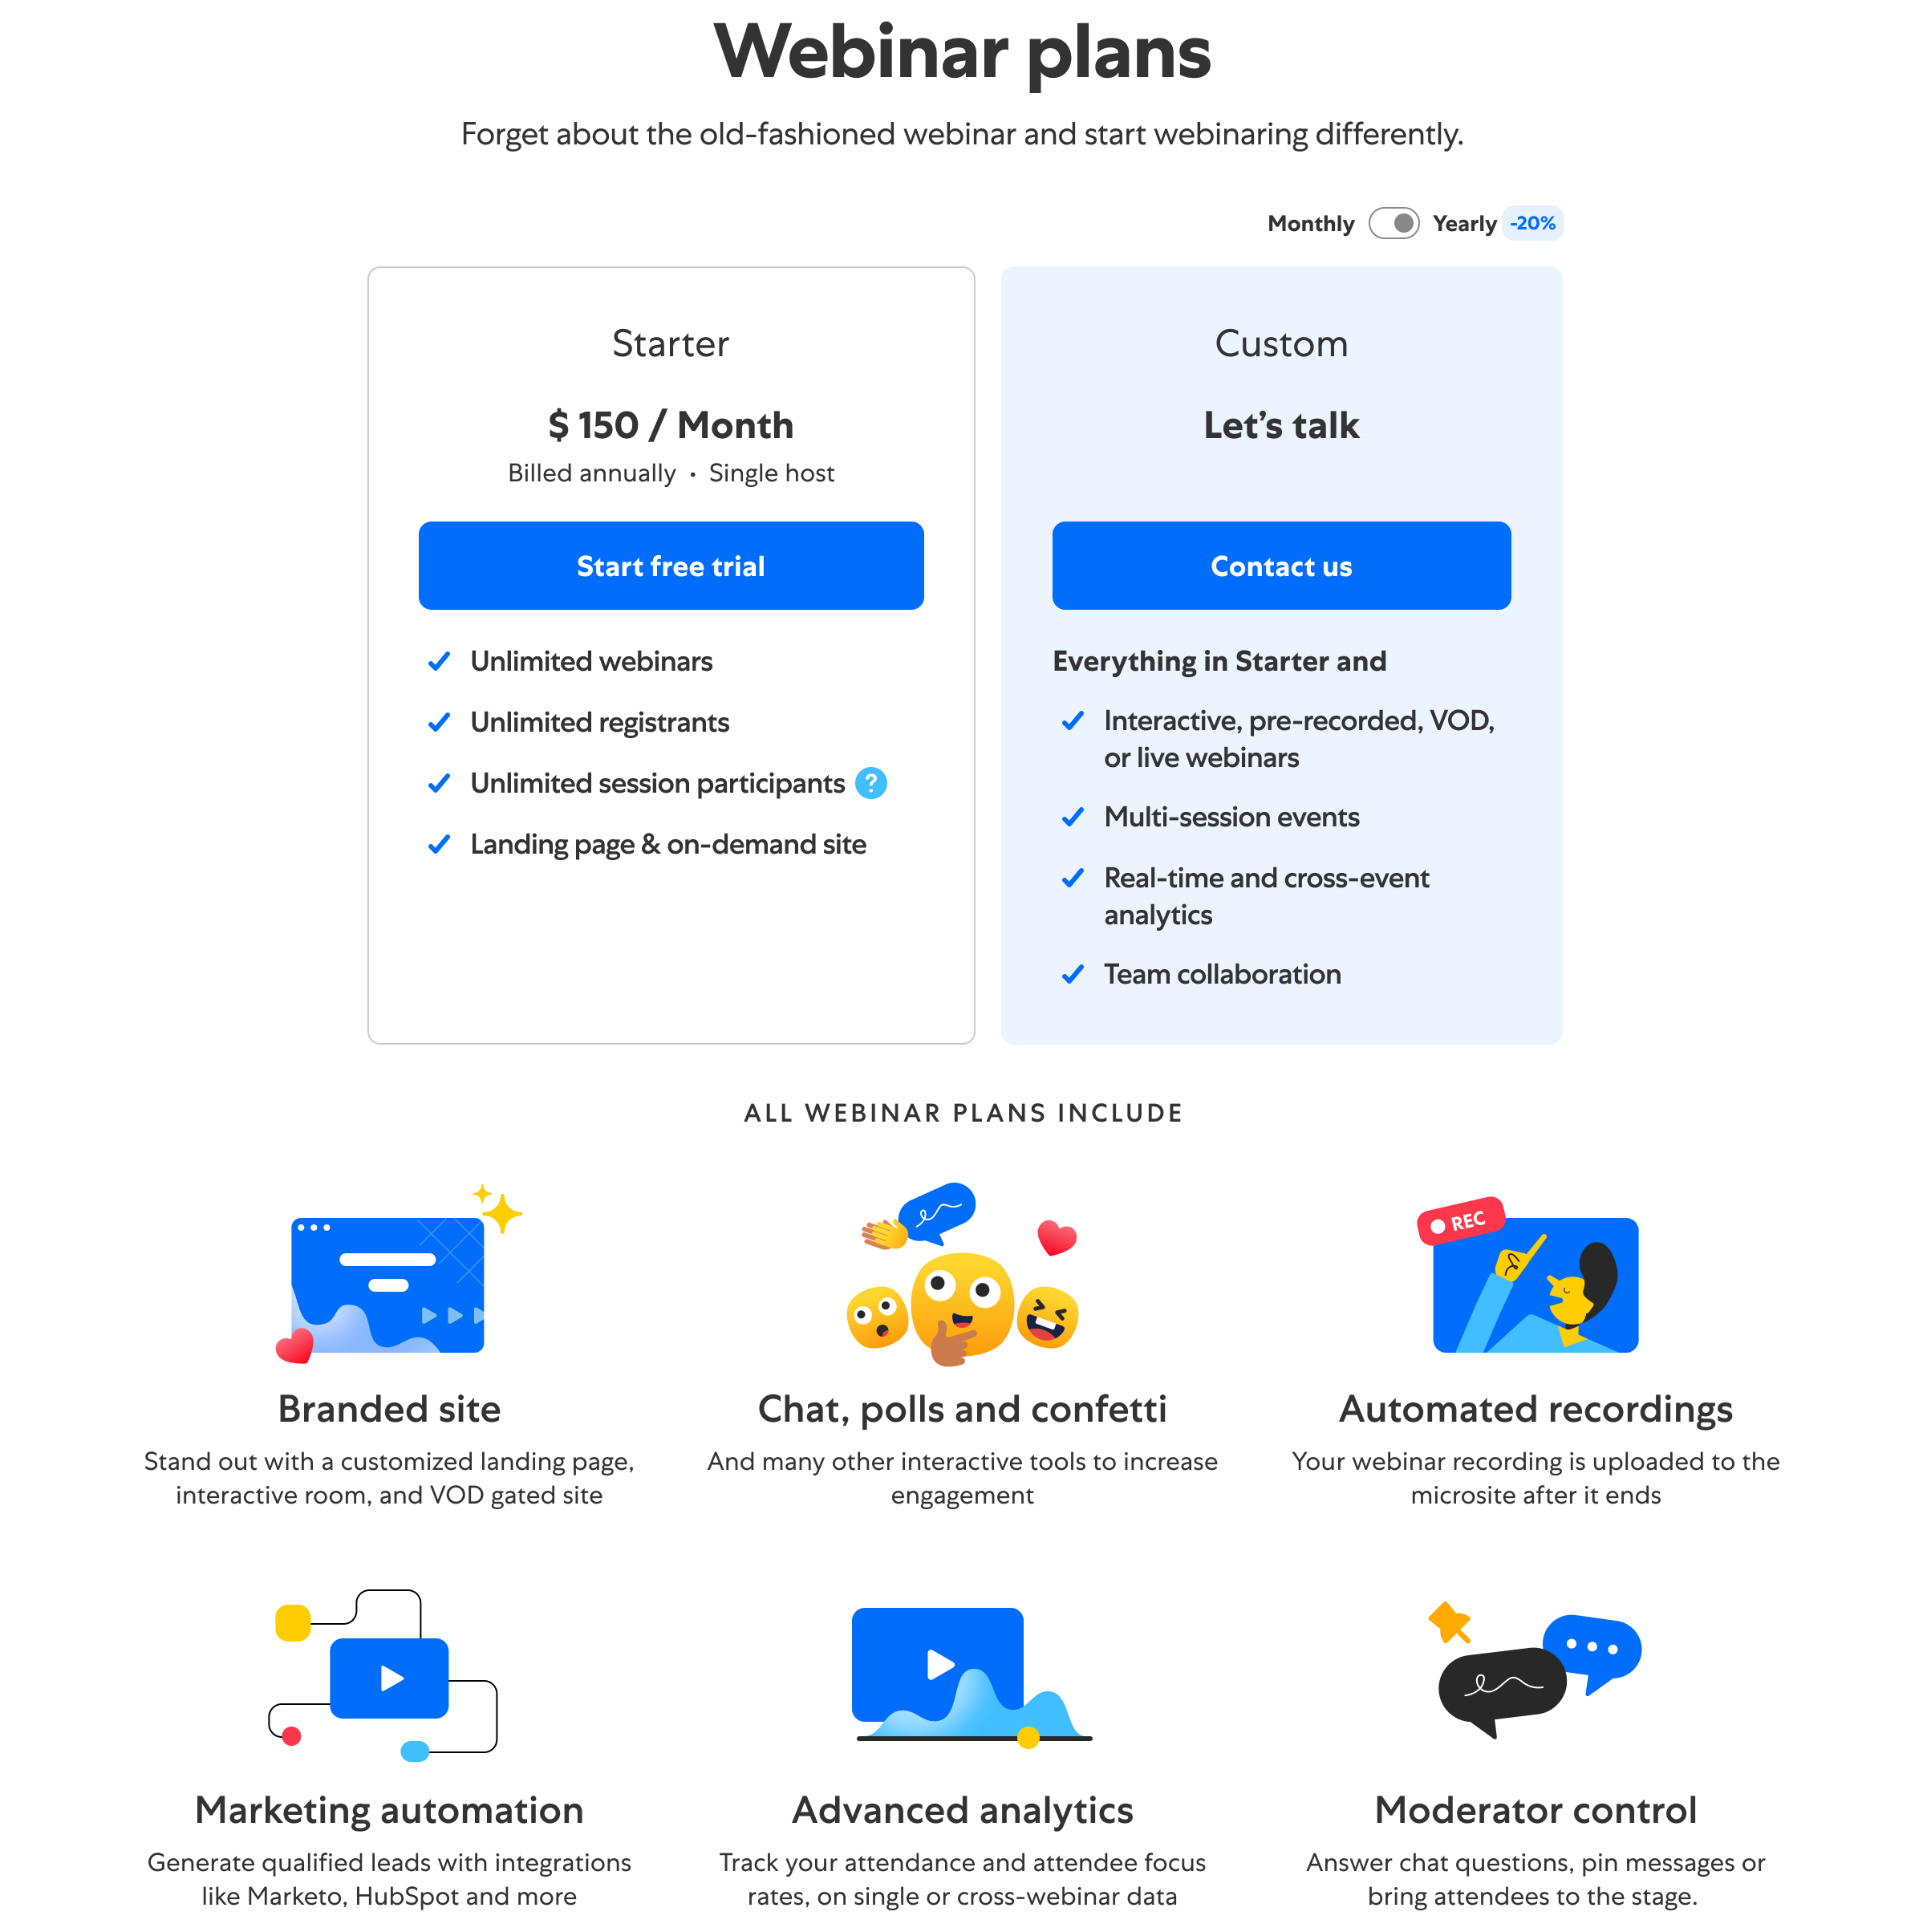 Webinar plans
Forget about the old-fashioned webinar and start webinaring differently.
Monthly Yearly -20%
Starter
$ 150 / Month
Billed annually • Single host
Start free trial
Unlimited webinars
Unlimited registrants
Unlimited session participants ?
Landing page & on-demand site
Custom
Let’s talk
Contact us
Everything in Starter and
Interactive, pre-recorded, VOD,
or live webinars
Multi-session events
Real-time and cross-event
analytics
Team collaboration
ALL WEBINAR PLANS INCLUDE
Branded site
Stand out with a customized landing page,
interactive room, and VOD gated site
Chat, polls and confetti
And many other interactive tools to increase
engagement
REC
Automated recordings
Your webinar recording is uploaded to the
microsite after it ends
Marketing automation
Generate qualified leads with integrations
like Marketo, HubSpot and more
Advanced analytics
Track your attendance and attendee focus
rates, on single or cross-webinar data
Moderator control
Answer chat questions, pin messages or
bring attendees to the stage.